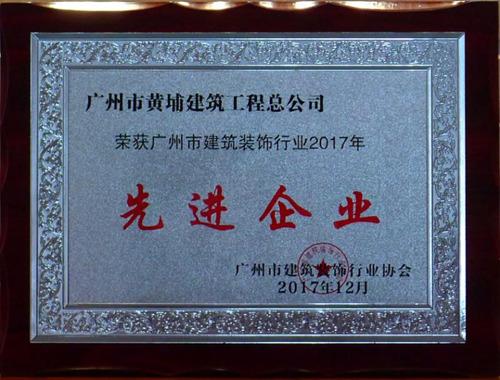 广州市黄埔建筑工程总公司
荣获广州市建筑装饰行业2017年
先进企业
广州市建筑装饰行业协会
2017年12月